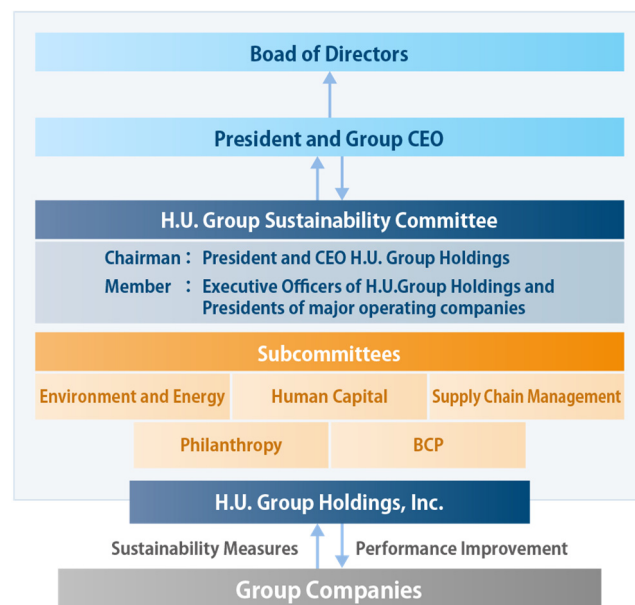 Boad of Directors
President and Group CEO
H.U. Group Sustainability Committee
Chairman : President and CEO H.U. Group Holdings
Member : Executive Officers of H.U.Group Holdings and
Presidents of major operating companies
Subcommittees
Environment and Energy Human Capital Supply Chain Management
Philanthropy BCP
H.U. Group Holdings, Inc.
Sustainability Measures Performance Improvement
Group Companies